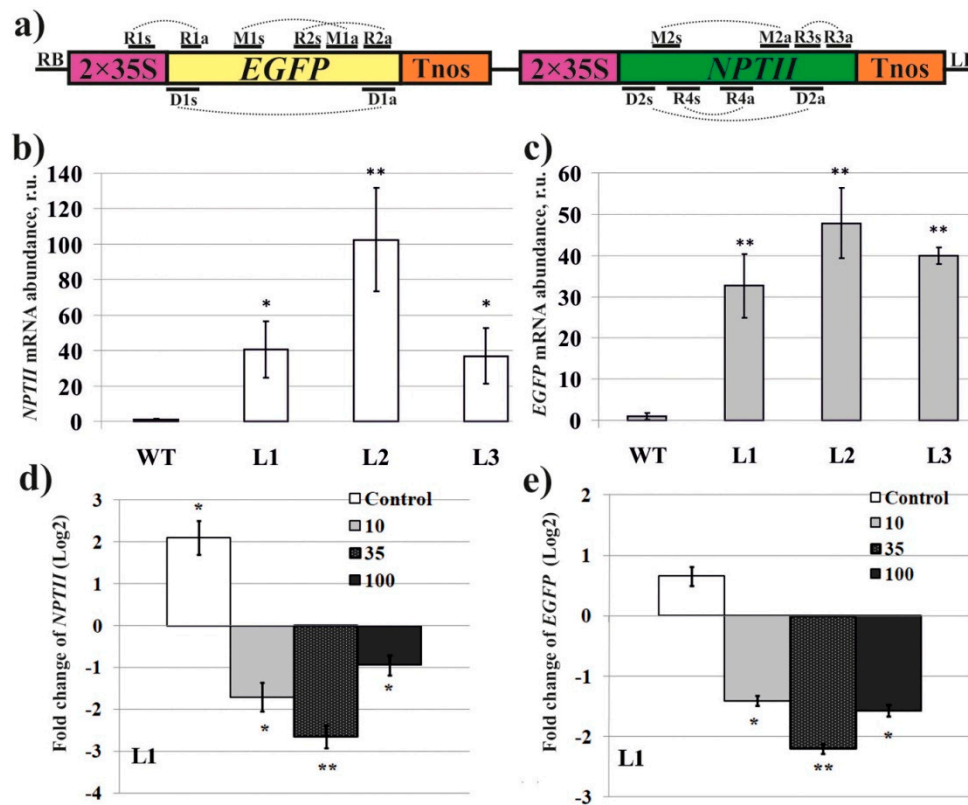 a)
R1s R1a M1s R2s M1a R2a M2s M2a R3s R3a
RB 2×35S EGFP Tnos 2×35S NPTII Tnos
D1s D1a D2s R4s R4a D2a
b)
NPTII mRNA abundance, r.u.
140
120
100
80
60
40
20
0
*
**
*
WT L1 L2 L3
c)
EGFP mRNA abundance, r.u.
60
50
40
30
20
10
0
**
**
**
WT L1 L2 L3
d)
Fold change of NPTII (Log2)
3
2
1
0
-1
-2
-3
-4
*
*
**
*
Control
10
35
100
L1
e)
Fold change of EGFP (Log2)
2
1
0
-1
-2
-3
*
**
*
Control
10
35
100
L1